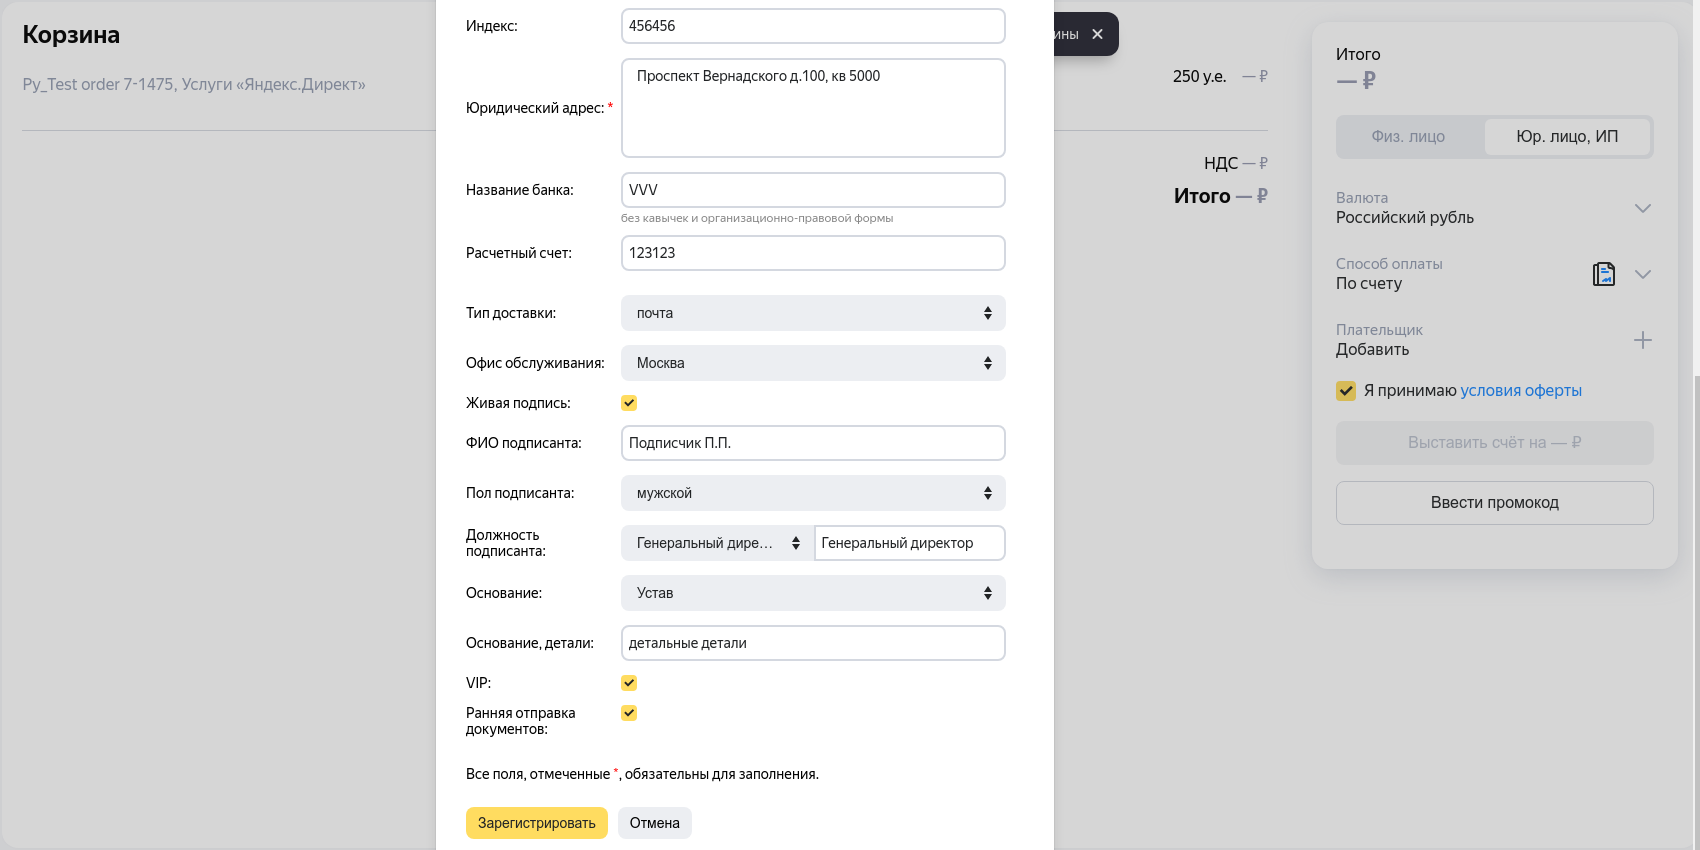 Корзина
Py_Test order 7-1475, Услуги «Яндекс.Директ»
Индекс:
456456
Юридический адрес: *
Проспект Вернадского д.100, кв 5000
Название банка:
VVV
без кавычек и организационно-правовой формы
Расчетный счет:
123123
Тип доставки:
почта
Офис обслуживания:
Москва
Живая подпись:
ФИО подписанта:
Подписчик П.П.
Пол подписанта:
мужской
Должность
подписанта:
Генеральный дире…
Генеральный директор
Основание:
Устав
Основание, детали:
детальные детали
VIP:
Ранняя отправка
документов:
Все поля, отмеченные *, обязательны для заполнения.
Зарегистрировать
Отмена
250 у.е. — ₽
НДС — ₽
Итого — ₽
Итого
— ₽
Физ. лицо
Юр. лицо, ИП
Валюта
Российский рубль
Способ оплаты
По счету
Плательщик
Добавить
Я принимаю условия оферты
Выставить счёт на — ₽
Ввести промокод